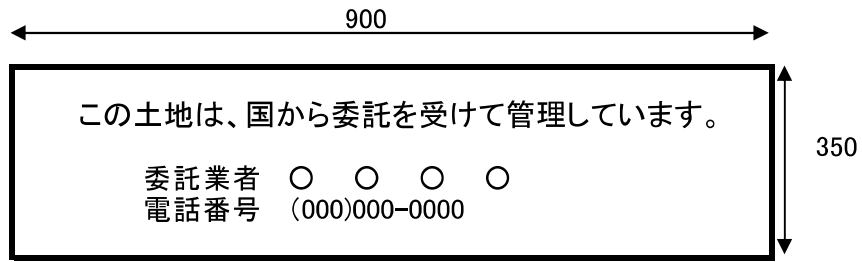 900
この土地は、国から委託を受けて管理しています。
350
委託業者　○　○　○　○
電話番号　(000)000-0000